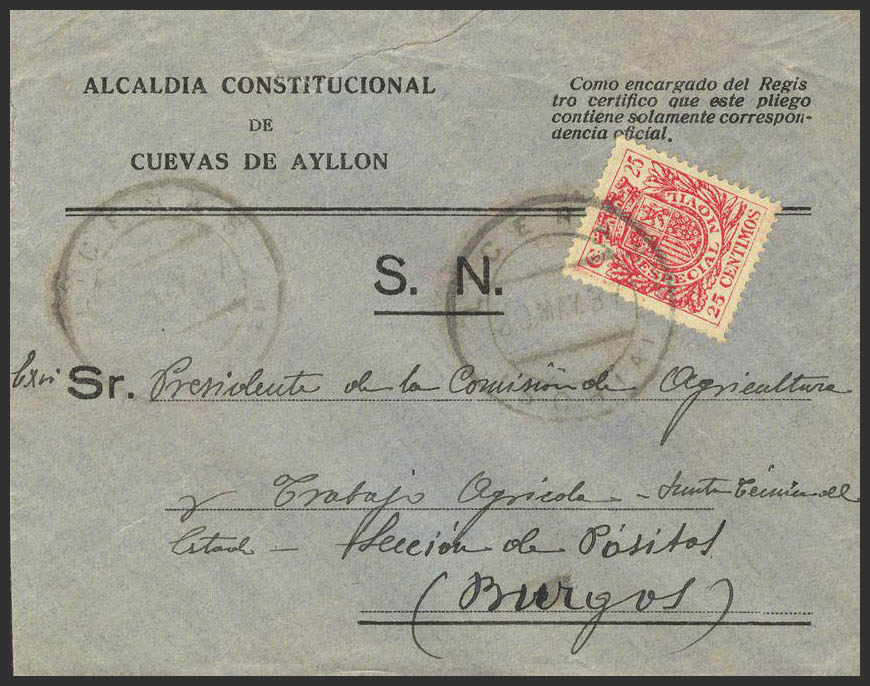 ALCALDIA CONSTITUCIONAL
DE
CUEVAS DE AYLLON
Como encargado del Regis
tro certifico que este pliego
contiene solamente correspon-
dencia oficial.
25
MOVIL
ESPECIAL
25 CENTIMOS
S. N.
Sr. Presidente de la Comisión de Agricultura
y Trabajo Agrícola - Junta Técnica del
Estado - Sección de Pósitos
(Burgos)